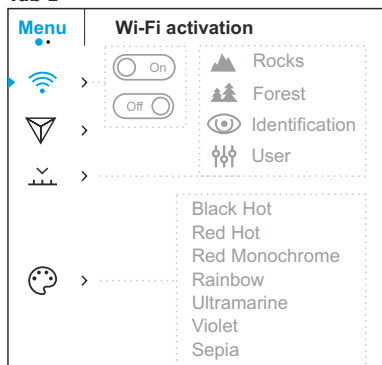 Menu Wi-Fi activation
On
Off
Rocks
Forest
Identification
User
Black Hot
Red Hot
Red Monochrome
Rainbow
Ultramarine
Violet
Sepia